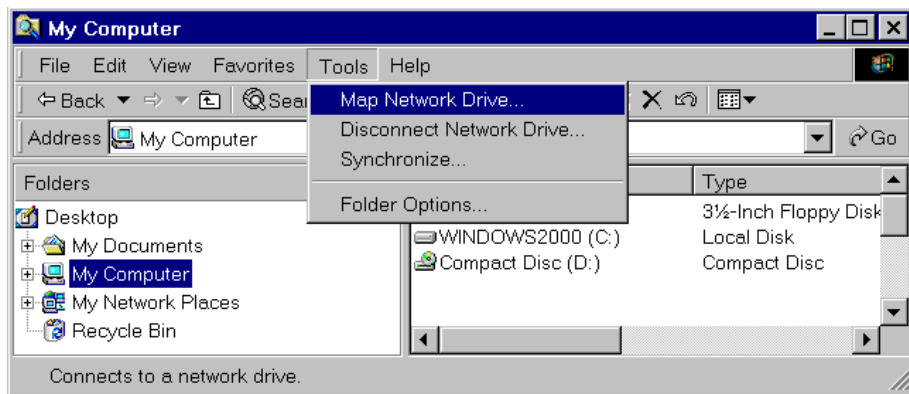 My Computer
File Edit View Favorites Tools Help
Back
Map Network Drive...
Address My Computer
Disconnect Network Drive...
Go
Synchronize...
Folders
Type
Folder Options...
Desktop
3½-Inch Floppy Disk
My Documents
WINDOWS2000 (C:)
Local Disk
My Computer
Compact Disc (D:)
Compact Disc
My Network Places
Recycle Bin
Connects to a network drive.